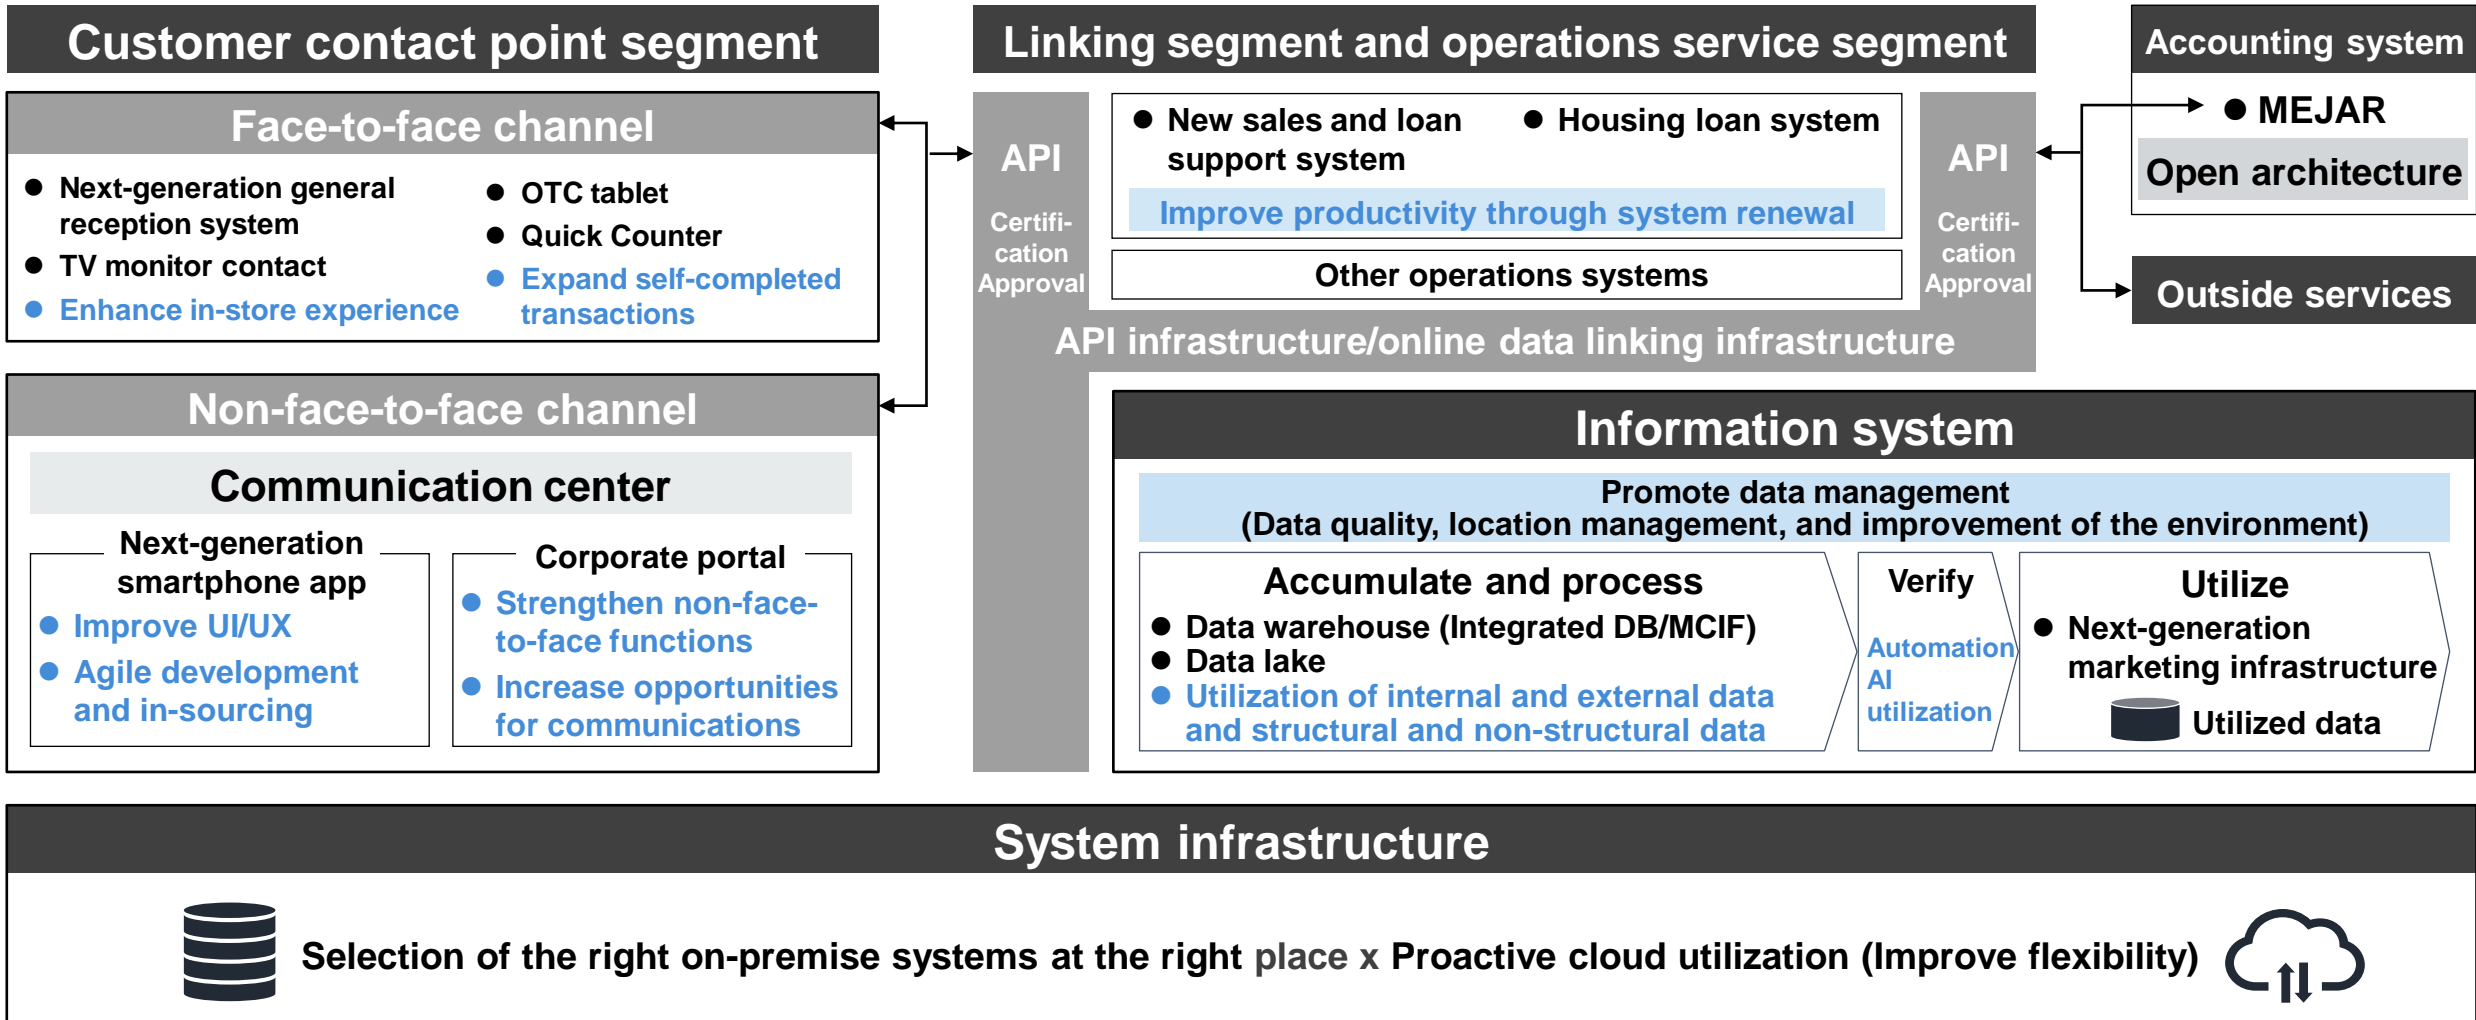 Customer contact point segment
Face-to-face channel
● Next-generation general
reception system
● TV monitor contact
● Enhance in-store experience
● OTC tablet
● Quick Counter
● Expand self-completed
transactions
Non-face-to-face channel
Communication center
Next-generation
smartphone app
● Improve UI/UX
● Agile development
and in-sourcing
Corporate portal
● Strengthen non-face-
to-face functions
● Increase opportunities
for communications
Linking segment and operations service segment
API
Certifi-
cation
Approval
● New sales and loan
support system
● Housing loan system
Improve productivity through system renewal
Other operations systems
API
Certifi-
cation
Approval
API infrastructure/online data linking infrastructure
Accounting system
● MEJAR
Open architecture
Outside services
Information system
Promote data management
(Data quality, location management, and improvement of the environment)
Accumulate and process
● Data warehouse (Integrated DB/MCIF)
● Data lake
● Utilization of internal and external data
and structural and non-structural data
Verify
Automation
AI
utilization
Utilize
● Next-generation
marketing infrastructure
Utilized data
System infrastructure
Selection of the right on-premise systems at the right place x Proactive cloud utilization (Improve flexibility)